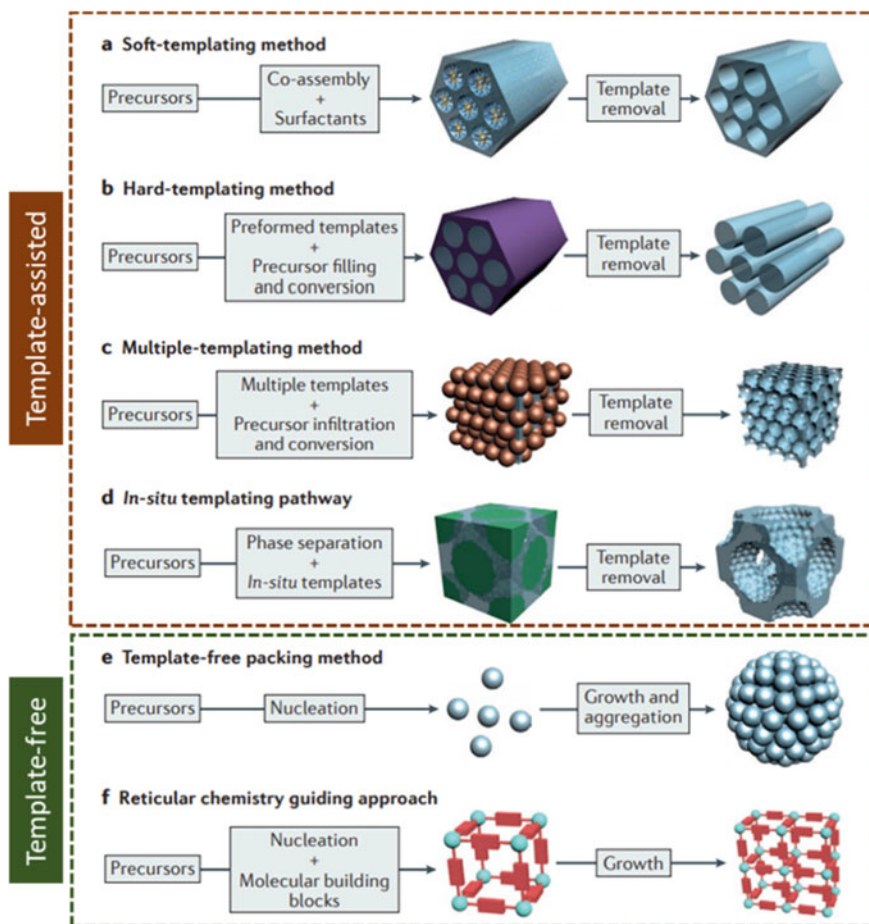 Template-assisted
a Soft-templating method
Precursors
Co-assembly
+
Surfactants
Template
removal
b Hard-templating method
Precursors
Preformed templates
+
Precursor filling
and conversion
Template
removal
c Multiple-templating method
Precursors
Multiple templates
+
Precursor infiltration
and conversion
Template
removal
d In-situ templating pathway
Precursors
Phase separation
+
In-situ templates
Template
removal
Template-free
e Template-free packing method
Precursors
Nucleation
Growth and
aggregation
f Reticular chemistry guiding approach
Precursors
Nucleation
+
Molecular building
blocks
Growth